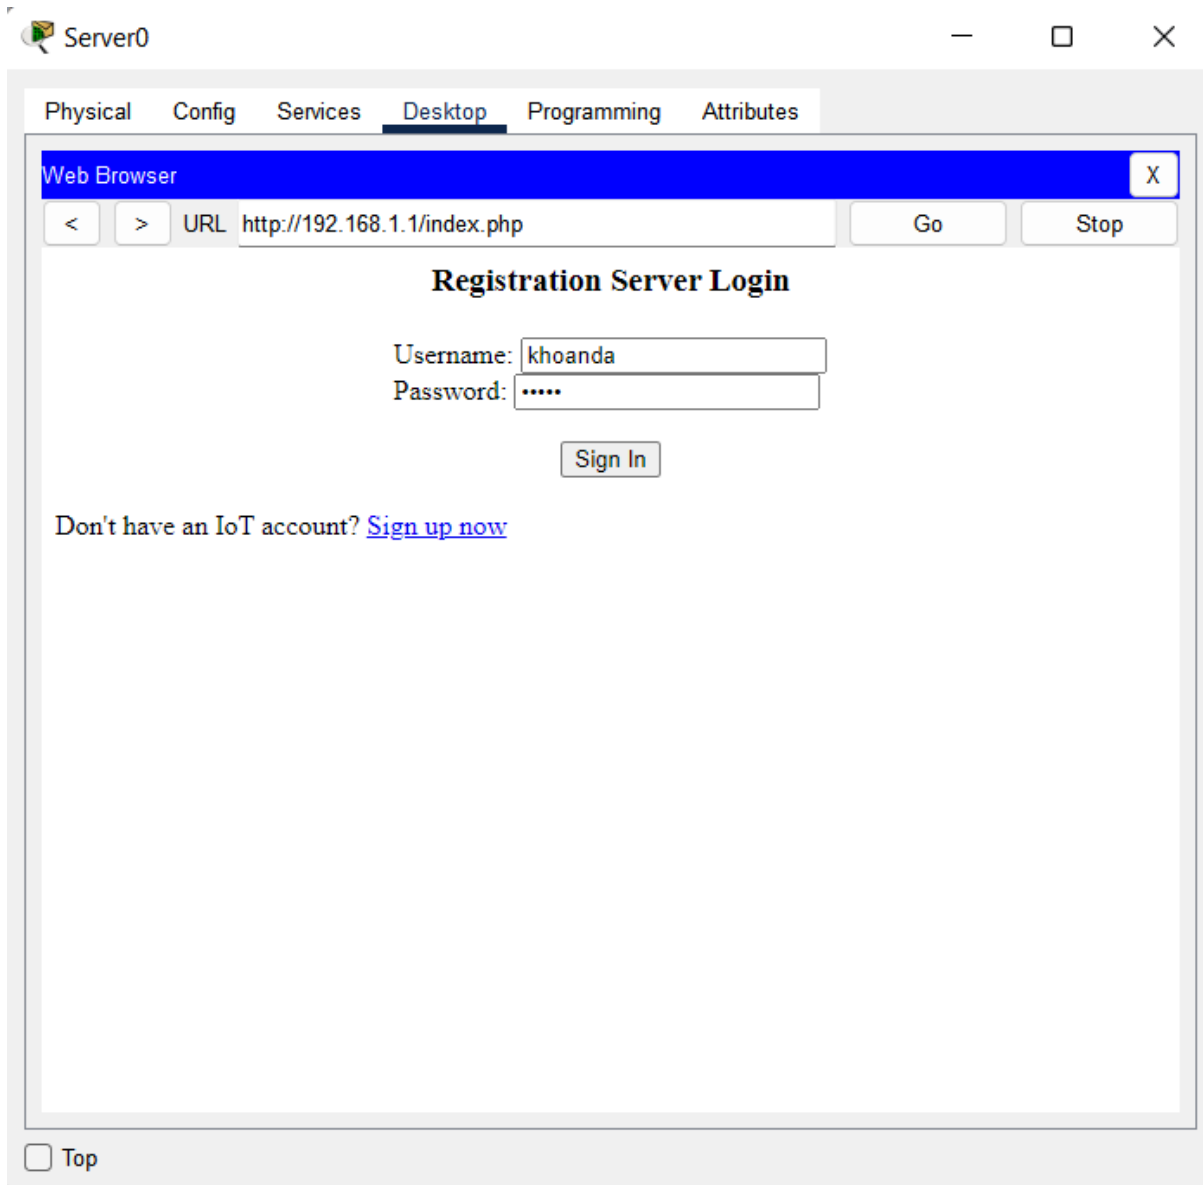 Server0
Physical Config Services Desktop Programming Attributes
Web Browser X
< > URL http://192.168.1.1/index.php Go Stop
Registration Server Login
Username: khoanda
Password: •••••
Sign In
Don't have an IoT account? Sign up now
Top